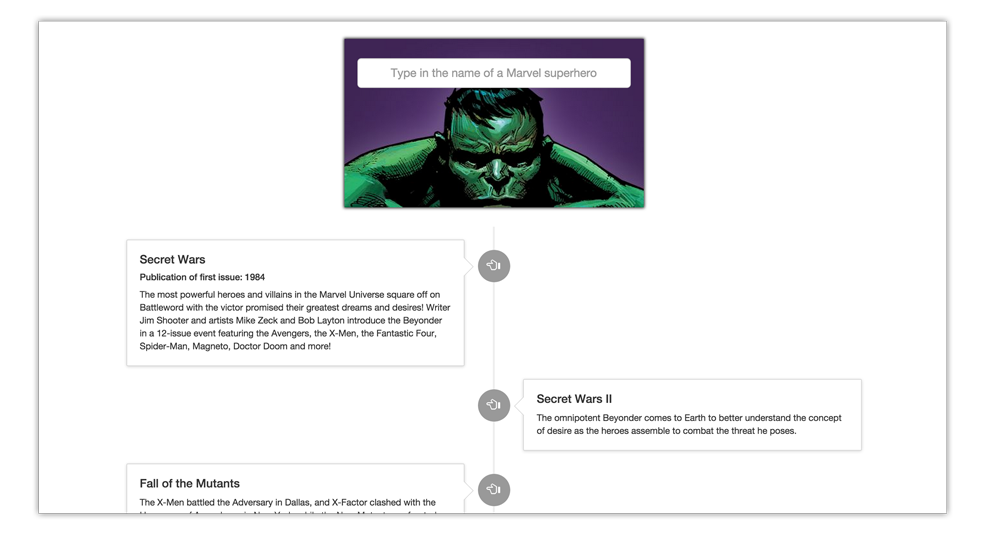 Type in the name of a Marvel superhero
Secret Wars
Publication of first issue: 1984
The most powerful heroes and villains in the Marvel Universe square off on
Battleword with the victor promised their greatest dreams and desires! Writer
Jim Shooter and artists Mike Zeck and Bob Layton introduce the Beyonder
in a 12-issue event featuring the Avengers, the X-Men, the Fantastic Four,
Spider-Man, Magneto, Doctor Doom and more!
Secret Wars II
The omnipotent Beyonder comes to Earth to better understand the concept
of desire as the heroes assemble to combat the threat he poses.
Fall of the Mutants
The X-Men battled the Adversary in Dallas, and X-Factor clashed with the